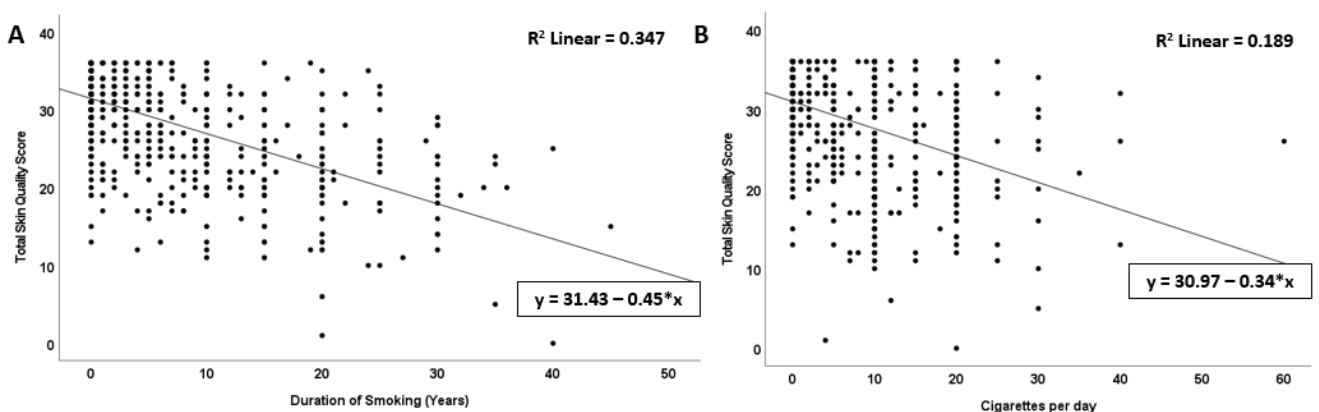 A
R² Linear = 0.347
Total Skin Quality Score
40
30
20
10
0
y = 31.43 – 0.45*x
0 10 20 30 40 50
Duration of Smoking (Years)
B
R² Linear = 0.189
Total Skin Quality Score
40
30
20
10
0
y = 30.97 – 0.34*x
0 10 20 30 40 50 60
Cigarettes per day